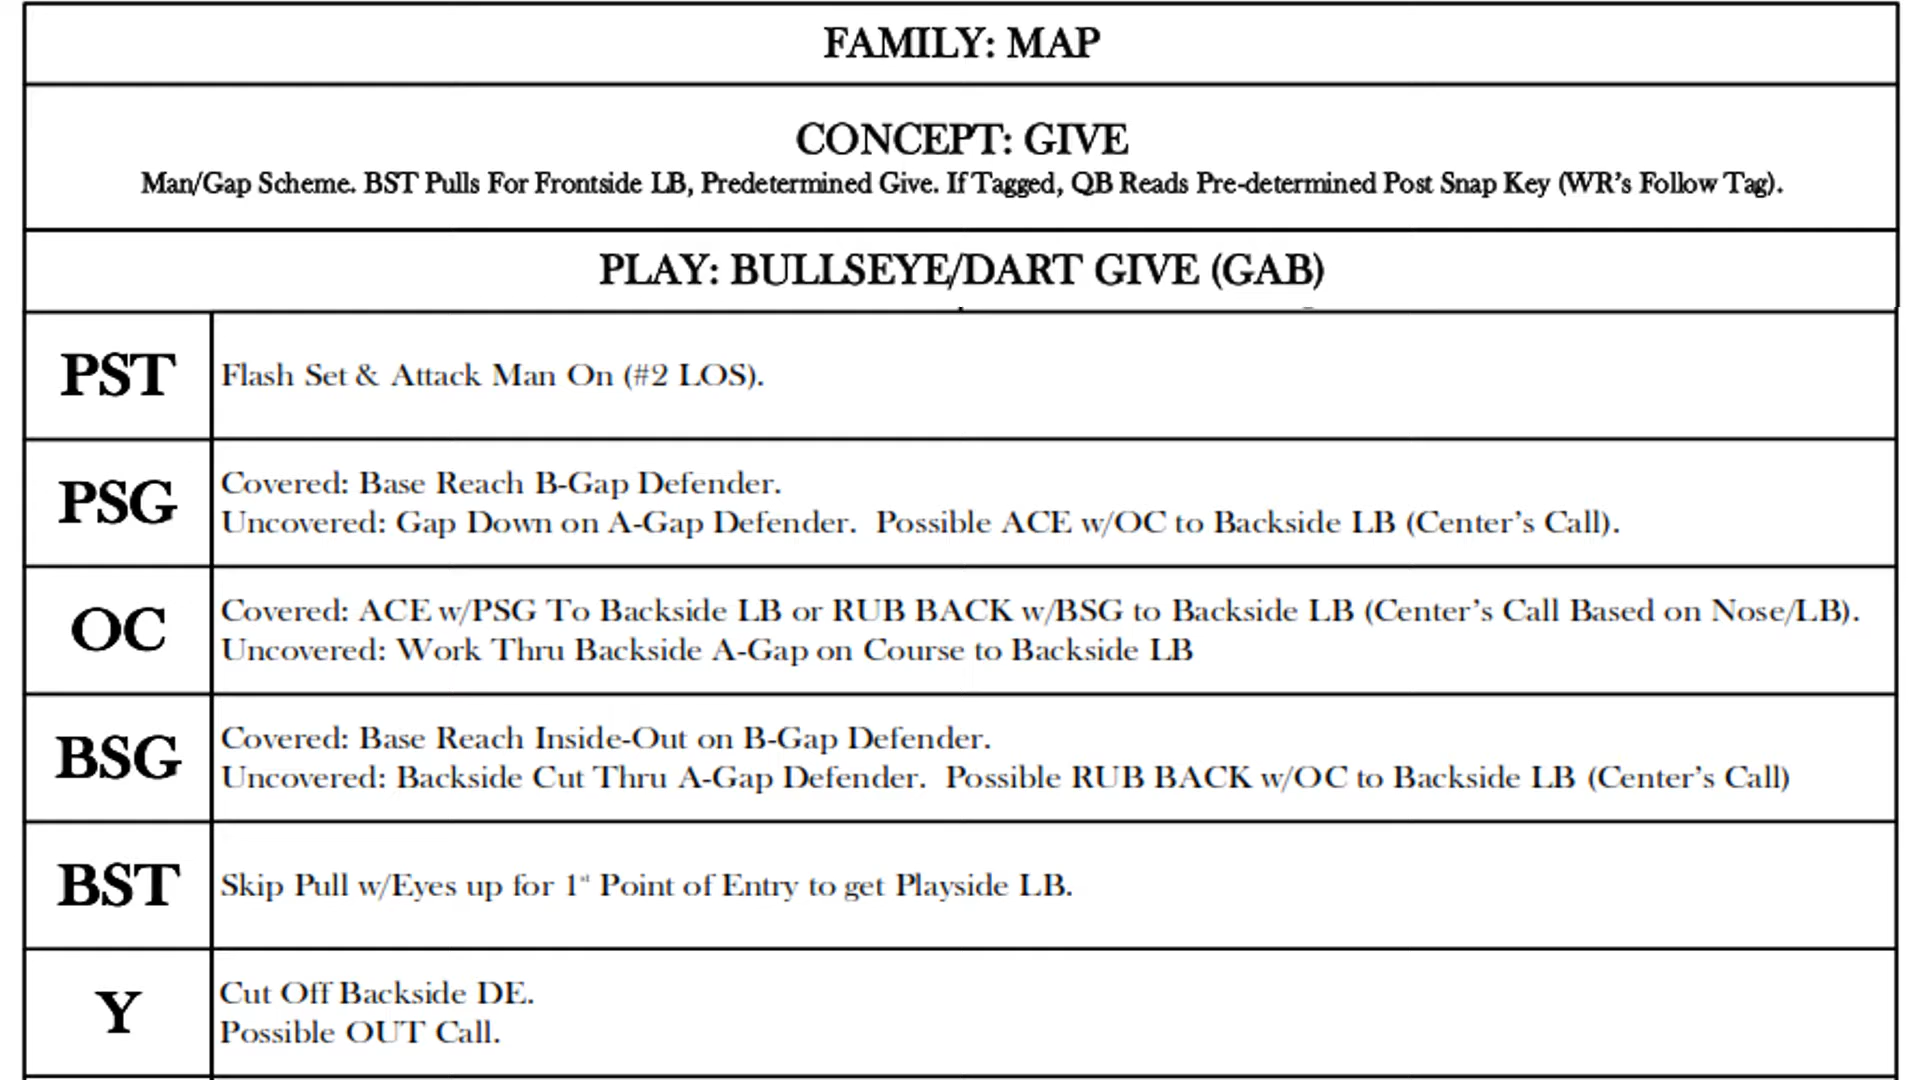 FAMILY: MAP
CONCEPT: GIVE
Man/Gap Scheme. BST Pulls For Frontside LB, Predetermined Give. If Tagged, QB Reads Pre-determined Post Snap Key (WR's Follow Tag).
PLAY: BULLSEYE/DART GIVE (GAB)
PST
Flash Set & Attack Man On (#2 LOS).
PSG
Covered: Base Reach B-Gap Defender.
Uncovered: Gap Down on A-Gap Defender.  Possible ACE w/OC to Backside LB (Center's Call).
OC
Covered: ACE w/PSG To Backside LB or RUB BACK w/BSG to Backside LB (Center's Call Based on Nose/LB).
Uncovered: Work Thru Backside A-Gap on Course to Backside LB
BSG
Covered: Base Reach Inside-Out on B-Gap Defender.
Uncovered: Backside Cut Thru A-Gap Defender.  Possible RUB BACK w/OC to Backside LB (Center's Call)
BST
Skip Pull w/Eyes up for 1st Point of Entry to get Playside LB.
Y
Cut Off Backside DE.
Possible OUT Call.